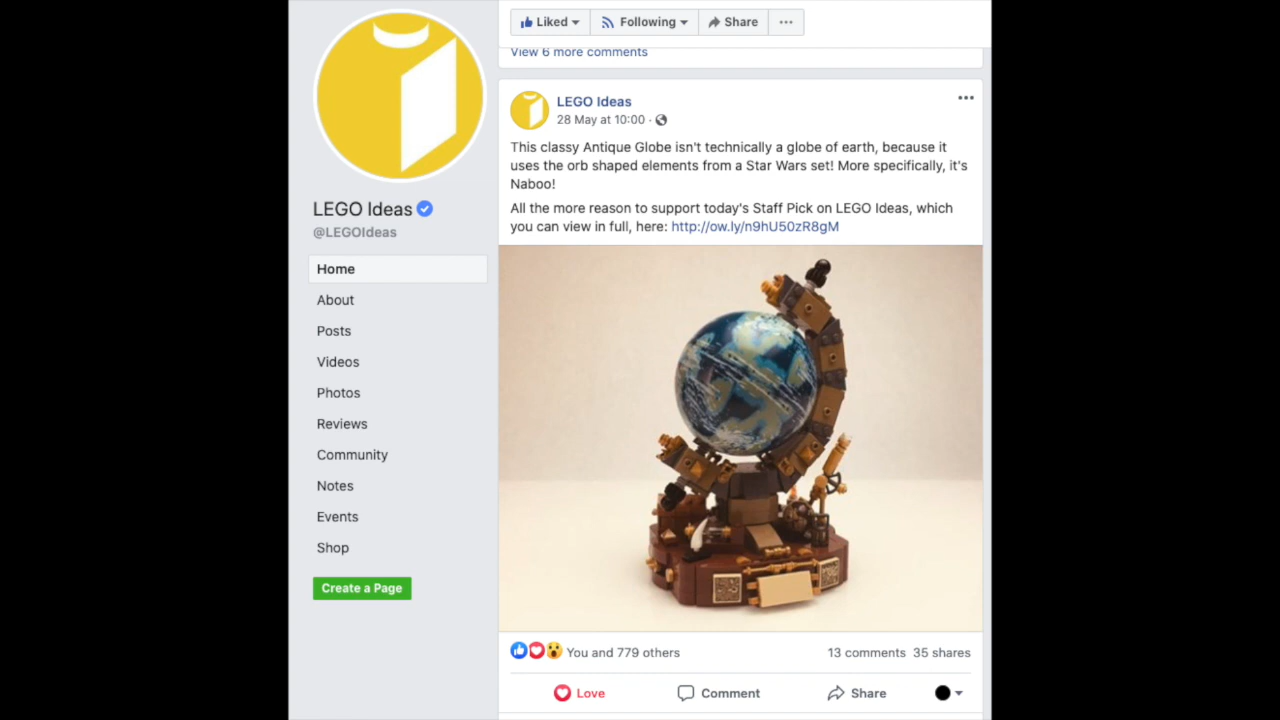 Liked
Following
Share
View 6 more comments
LEGO Ideas
28 May at 10:00 ·
This classy Antique Globe isn't technically a globe of earth, because it
uses the orb shaped elements from a Star Wars set! More specifically, it's
Naboo!
All the more reason to support today's Staff Pick on LEGO Ideas, which
you can view in full, here: http://ow.ly/n9hU50zR8gM
LEGO Ideas
@LEGOIdeas
Home
About
Posts
Videos
Photos
Reviews
Community
Notes
Events
Shop
Create a Page
You and 779 others
13 comments 35 shares
Love
Comment
Share